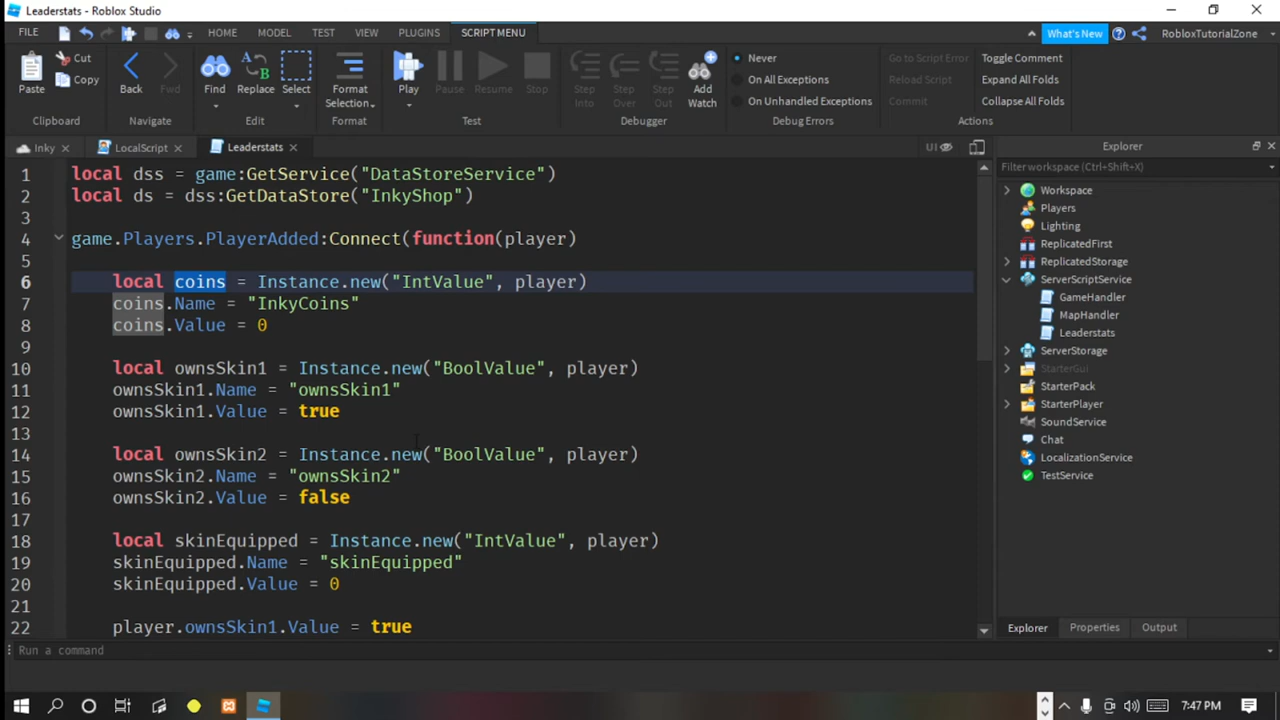 Leaderstats - Roblox Studio
FILE HOME MODEL TEST VIEW PLUGINS SCRIPT MENU What's New RobloxTutorialZone
Paste Cut Copy Back Fwd Find Replace Select Format Selection... Play Pause Resume Stop Step Into Step Over Step Out Add Watch Never On All Exceptions On Unhandled Exceptions Go to Script Error Reload Script Commit Toggle Comment Expand All Folds Collapse All Folds
Clipboard Navigate Edit Format Test Debugger Debug Errors Actions
Inky LocalScript Leaderstats UI Explorer
Filter workspace (Ctrl+Shift+X)
1 local dss = game:GetService("DataStoreService")
2 local ds = dss:GetDataStore("InkyShop")
3
4 game.Players.PlayerAdded:Connect(function(player)
5
6 local coins = Instance.new("IntValue", player)
7 coins.Name = "InkyCoins"
8 coins.Value = 0
9
10 local ownsSkin1 = Instance.new("BoolValue", player)
11 ownsSkin1.Name = "ownsSkin1"
12 ownsSkin1.Value = true
13
14 local ownsSkin2 = Instance.new("BoolValue", player)
15 ownsSkin2.Name = "ownsSkin2"
16 ownsSkin2.Value = false
17
18 local skinEquipped = Instance.new("IntValue", player)
19 skinEquipped.Name = "skinEquipped"
20 skinEquipped.Value = 0
21
22 player.ownsSkin1.Value = true
Workspace
Players
Lighting
ReplicatedFirst
ReplicatedStorage
ServerScriptService
GameHandler
MapHandler
Leaderstats
ServerStorage
StarterGui
StarterPack
StarterPlayer
SoundService
Chat
LocalizationService
TestService
Explorer Properties Output
Run a command
7:47 PM